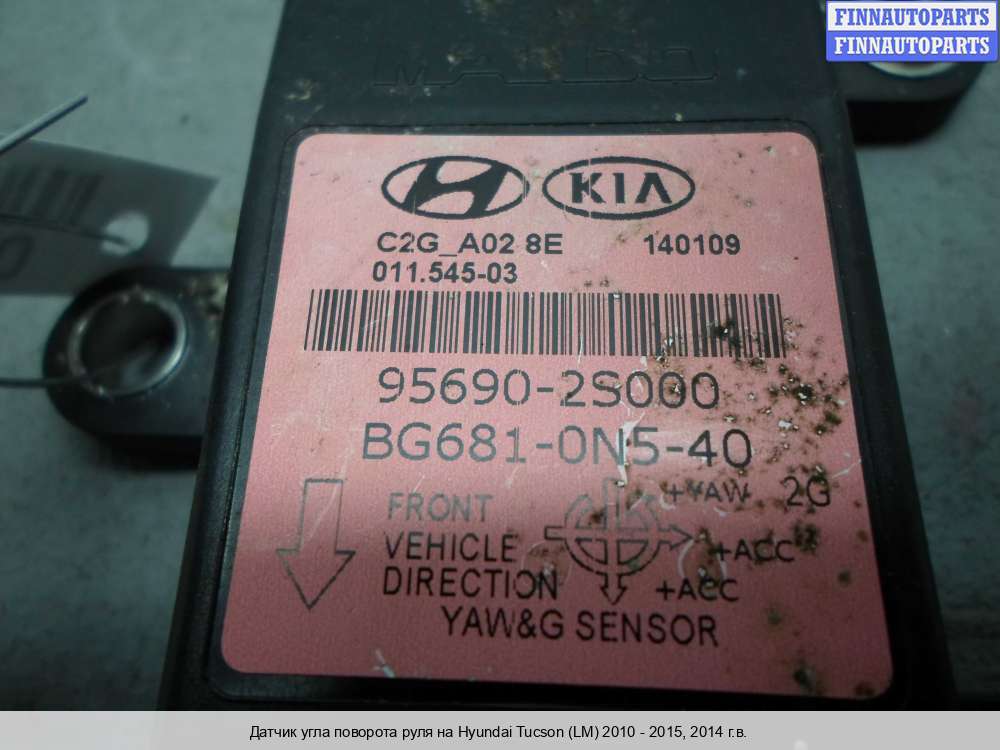 FINNAUTOPARTS
FINNAUTOPARTS
MANDO
KIA
C2G_A02 8E 140109
011.545-03
95690-2S000
BG681-0N5-40
+YAW 2G
FRONT
VEHICLE +ACC
DIRECTION +ACC
YAW&G SENSOR
Датчик угла поворота руля на Hyundai Tucson (LM) 2010 - 2015, 2014 г.в.